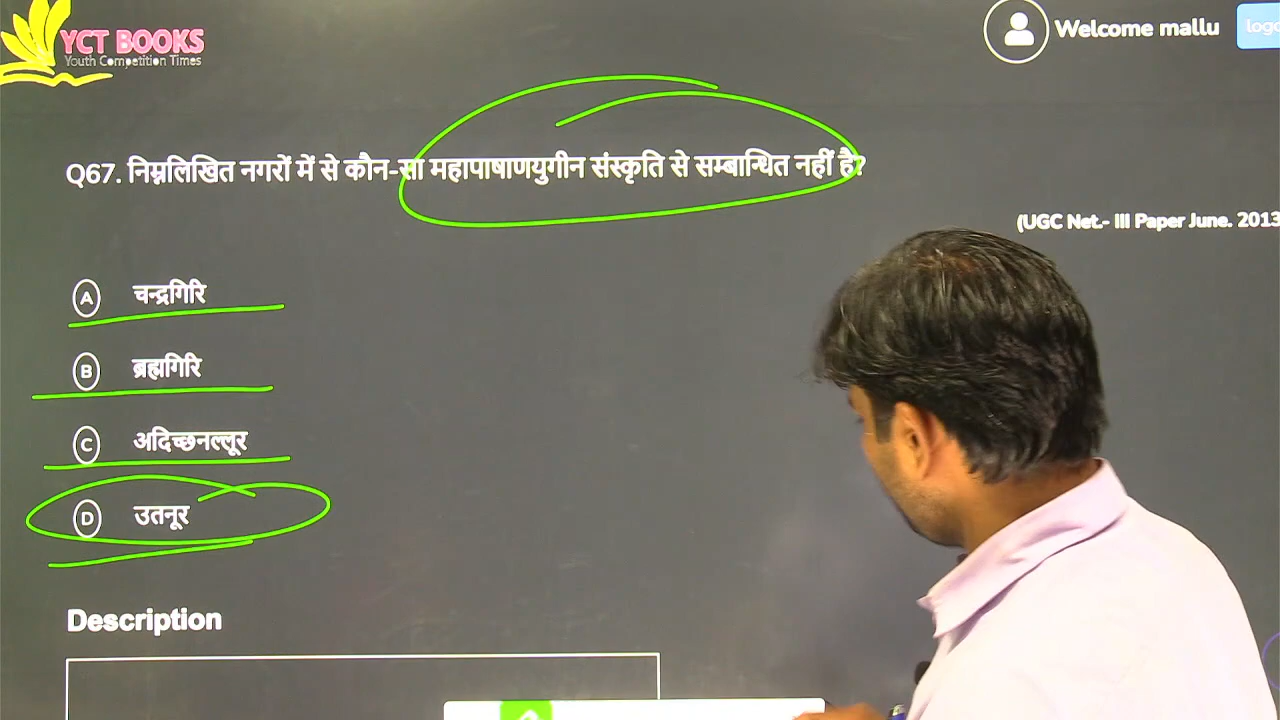 YCT BOOKS
Youth Competition Times
Welcome mallu
logo
Q67. निम्नलिखित नगरों में से कौन-सा महापाषाणयुगीन संस्कृति से सम्बान्धित नहीं है?
(UGC Net.- III Paper June. 2013
A चन्द्रगिरि
B ब्रह्मगिरि
C अदिच्छनल्लूर
D उतनूर
Description